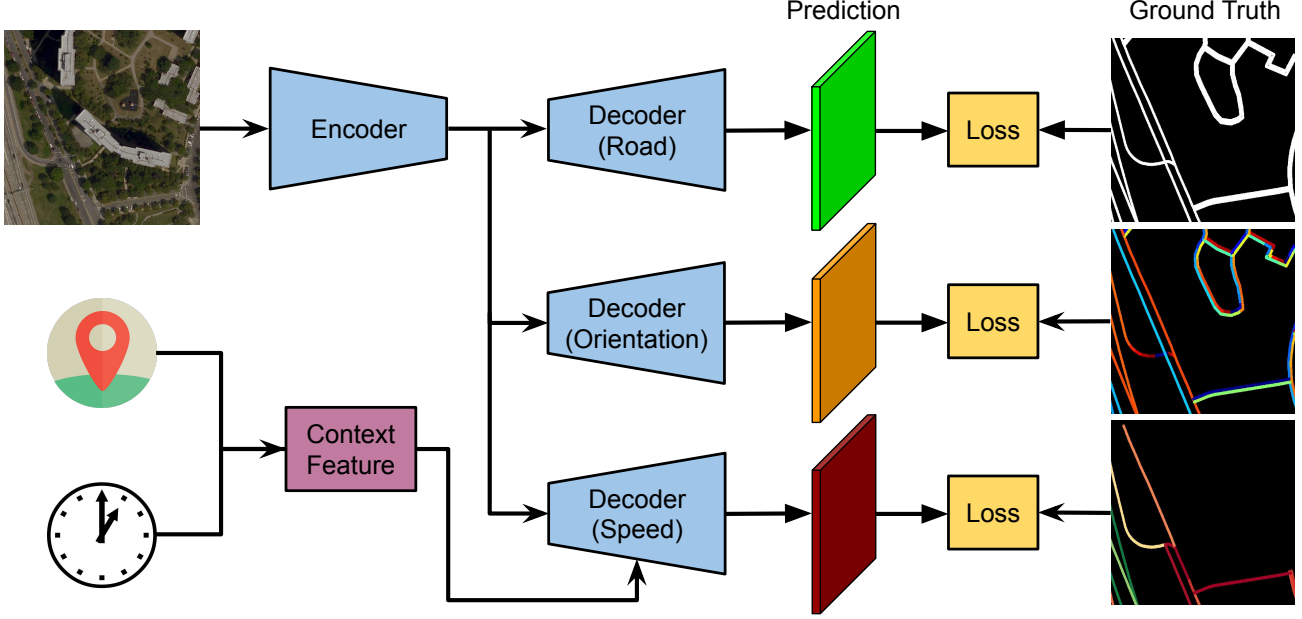 Prediction
Ground Truth
Encoder
Decoder
(Road)
Loss
Decoder
(Orientation)
Loss
Context
Feature
Decoder
(Speed)
Loss